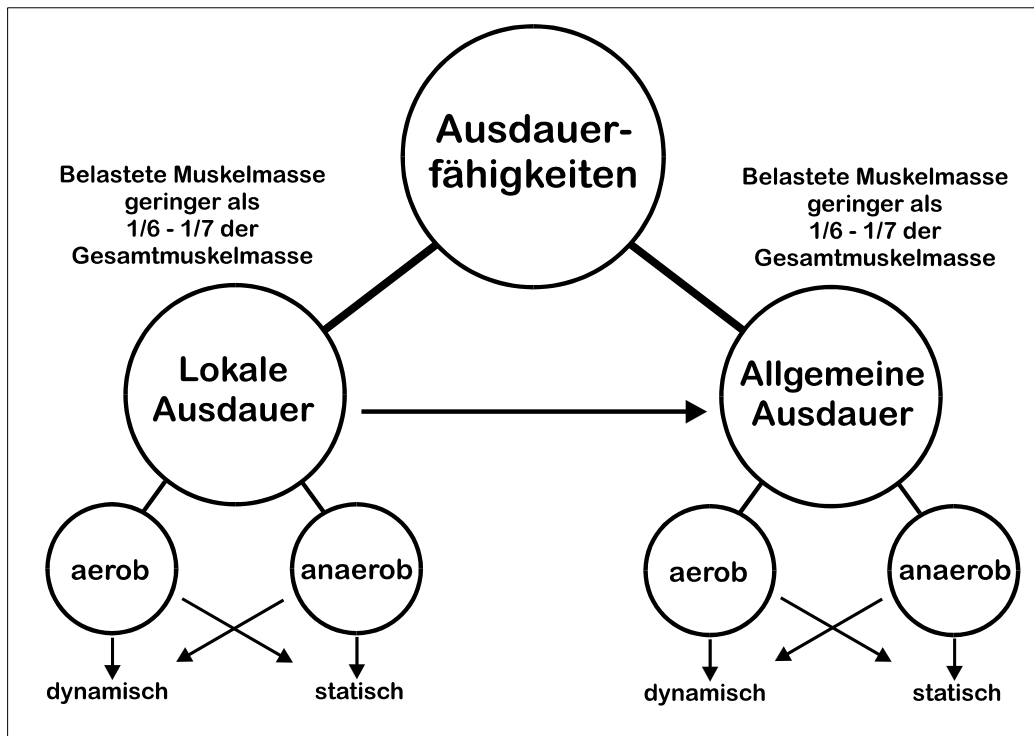 Ausdauer-
fähigkeiten
Belastete Muskelmasse
geringer als
1/6 - 1/7 der
Gesamtmuskelmasse
Belastete Muskelmasse
geringer als
1/6 - 1/7 der
Gesamtmuskelmasse
Lokale
Ausdauer
Allgemeine
Ausdauer
aerob
anaerob
aerob
anaerob
dynamisch
statisch
dynamisch
statisch